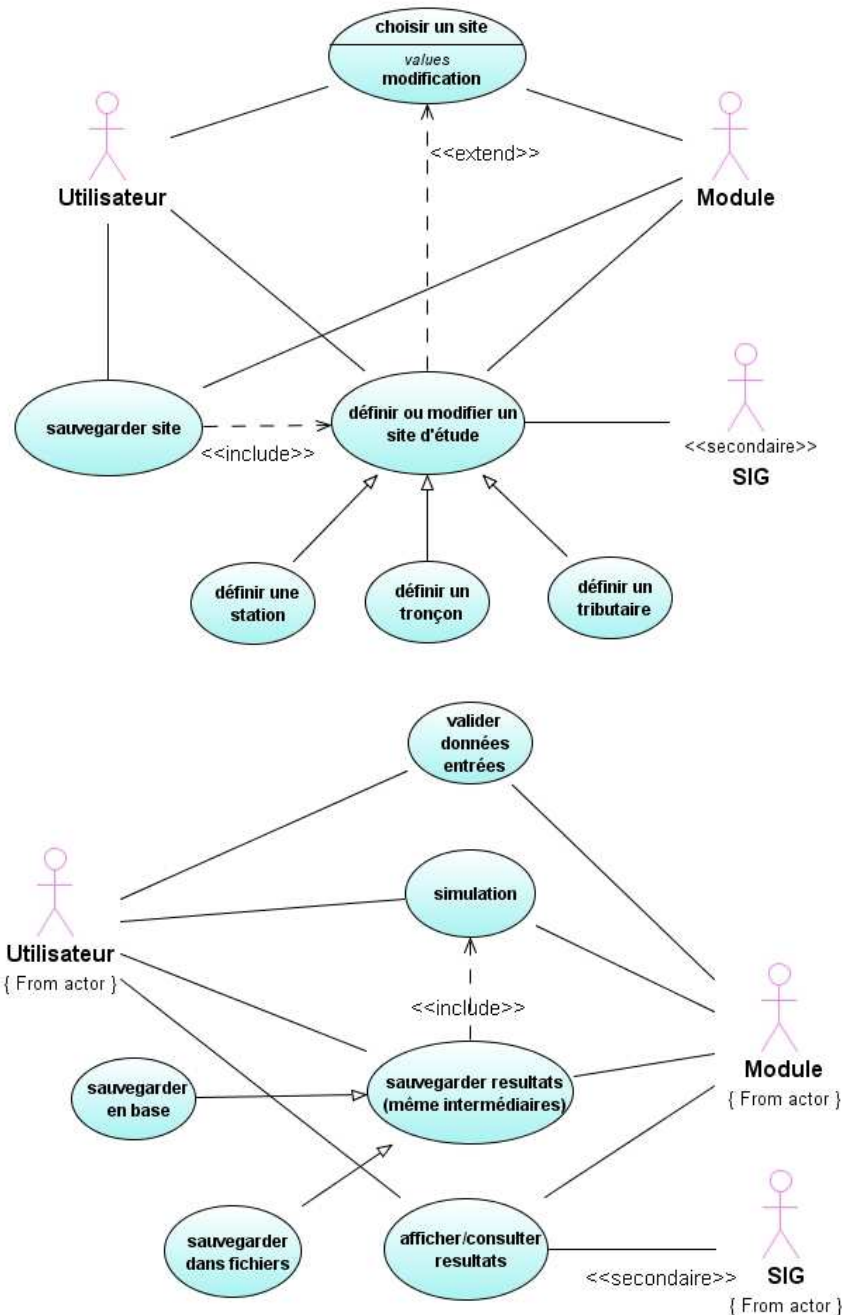 choisir un site
values
modification
<<extend>>
Utilisateur
Module
sauvegarder site
<<include>>
définir ou modifier un
site d'étude
<<secondaire>>
SIG
définir une
station
définir un
tronçon
définir un
tributaire
valider
données
entrées
simulation
Utilisateur
{ From actor }
<<include>>
Module
{ From actor }
sauvegarder
en base
sauvegarder resultats
(même intermédiaires)
sauvegarder
dans fichiers
afficher/consulter
resultats
<<secondaire>>
SIG
{ From actor }